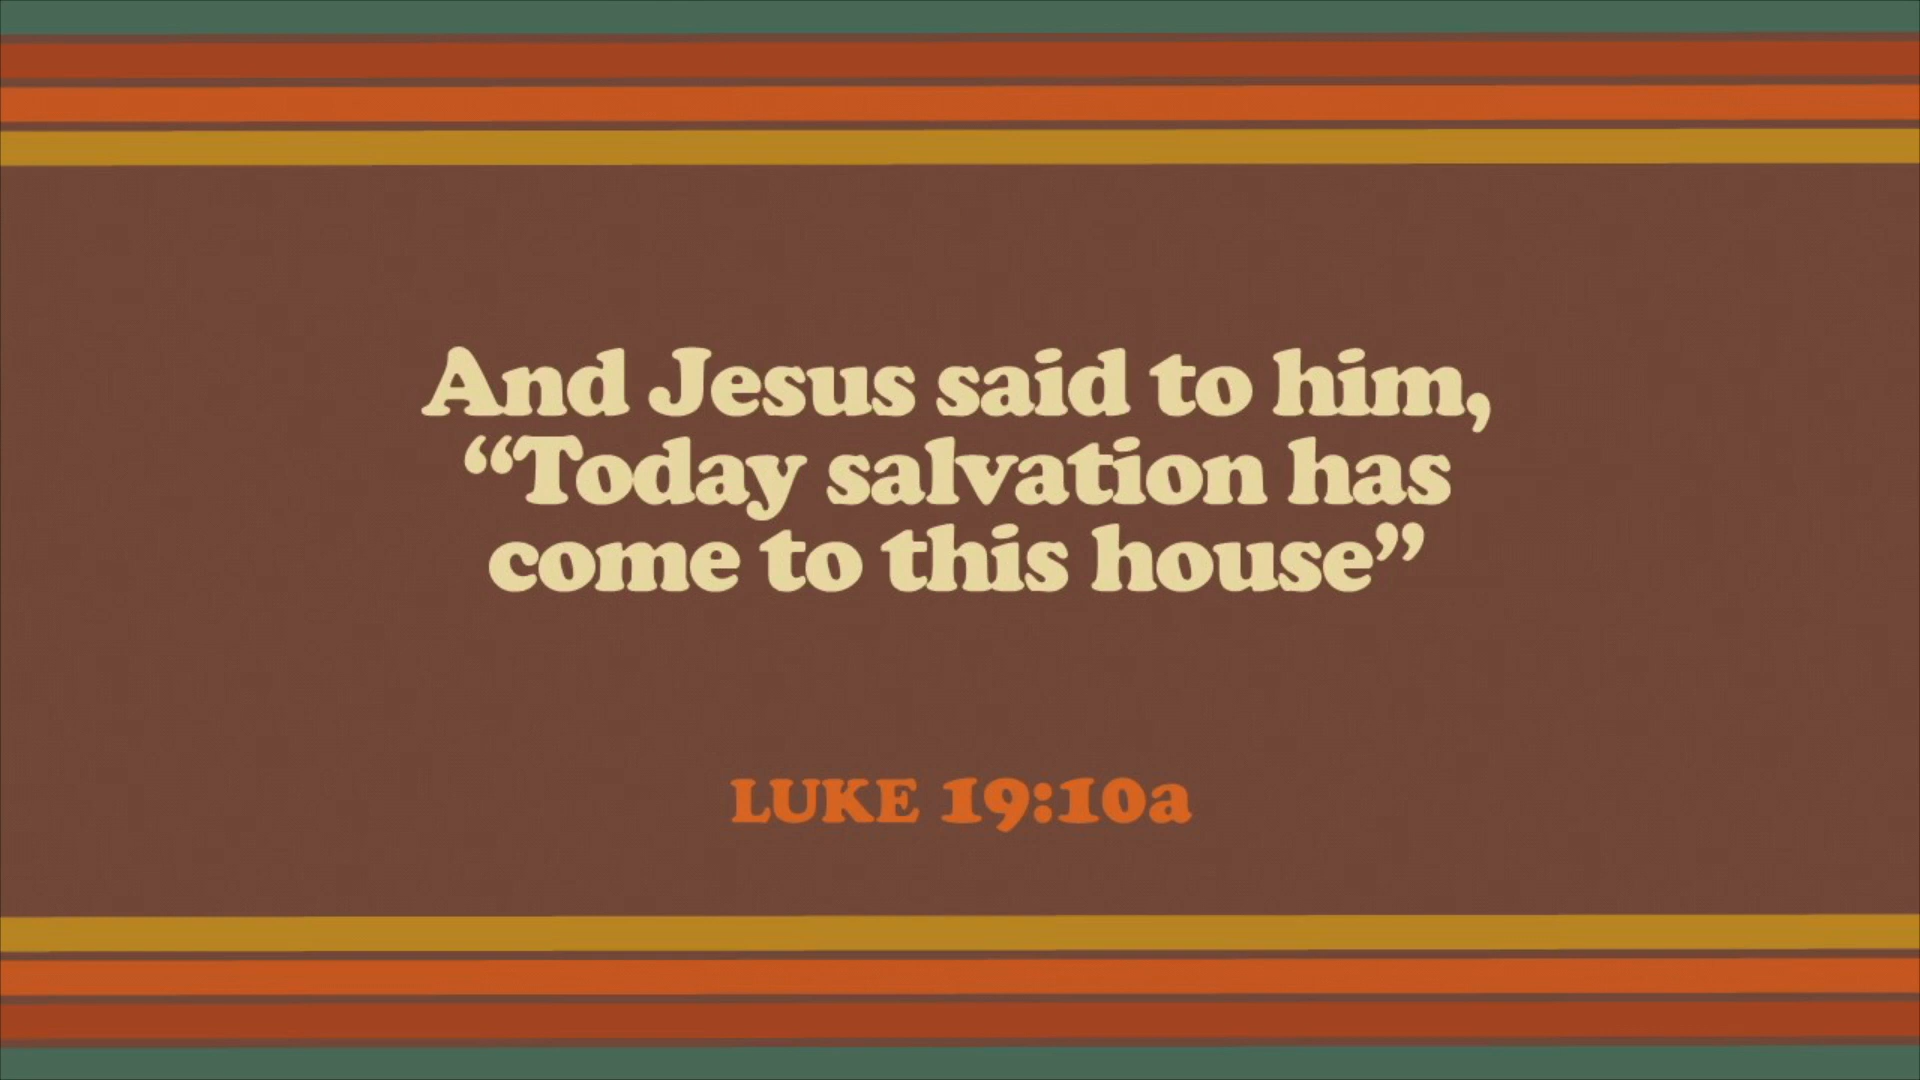 And Jesus said to him,
“Today salvation has
come to this house”
LUKE 19:10a